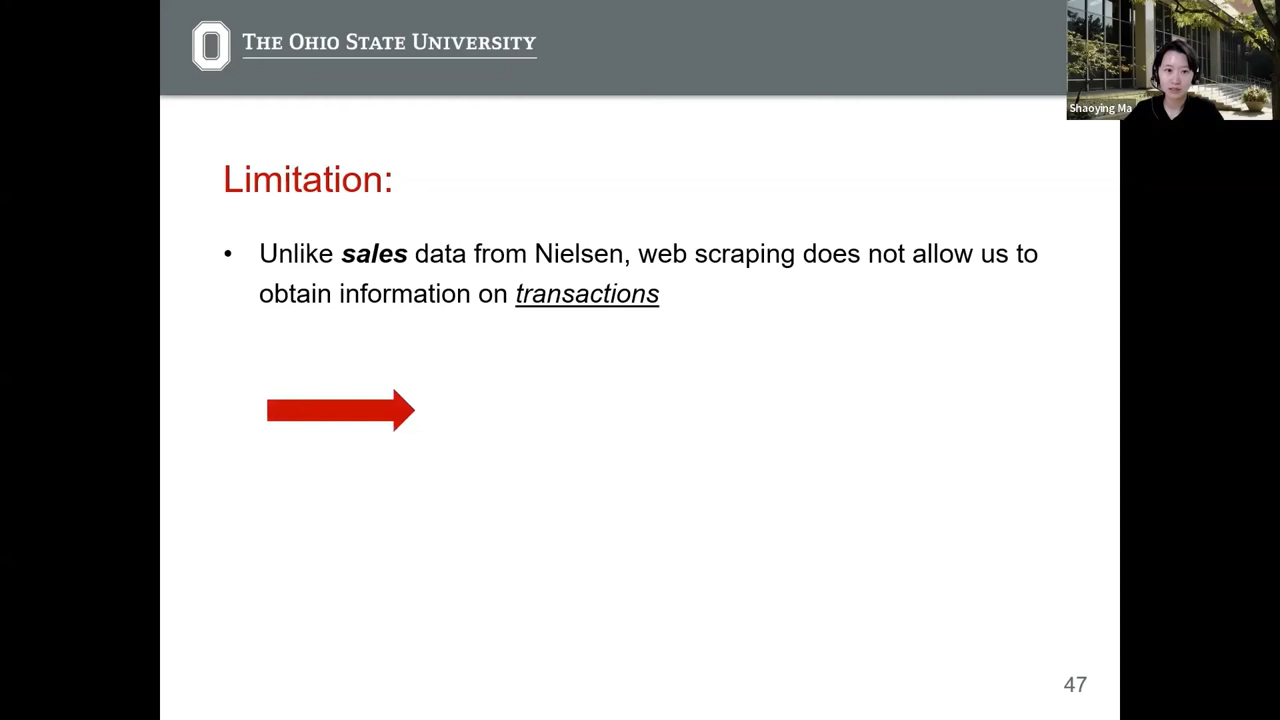 THE OHIO STATE UNIVERSITY
Shaoying Ma
Limitation:
• Unlike sales data from Nielsen, web scraping does not allow us to
obtain information on transactions
47